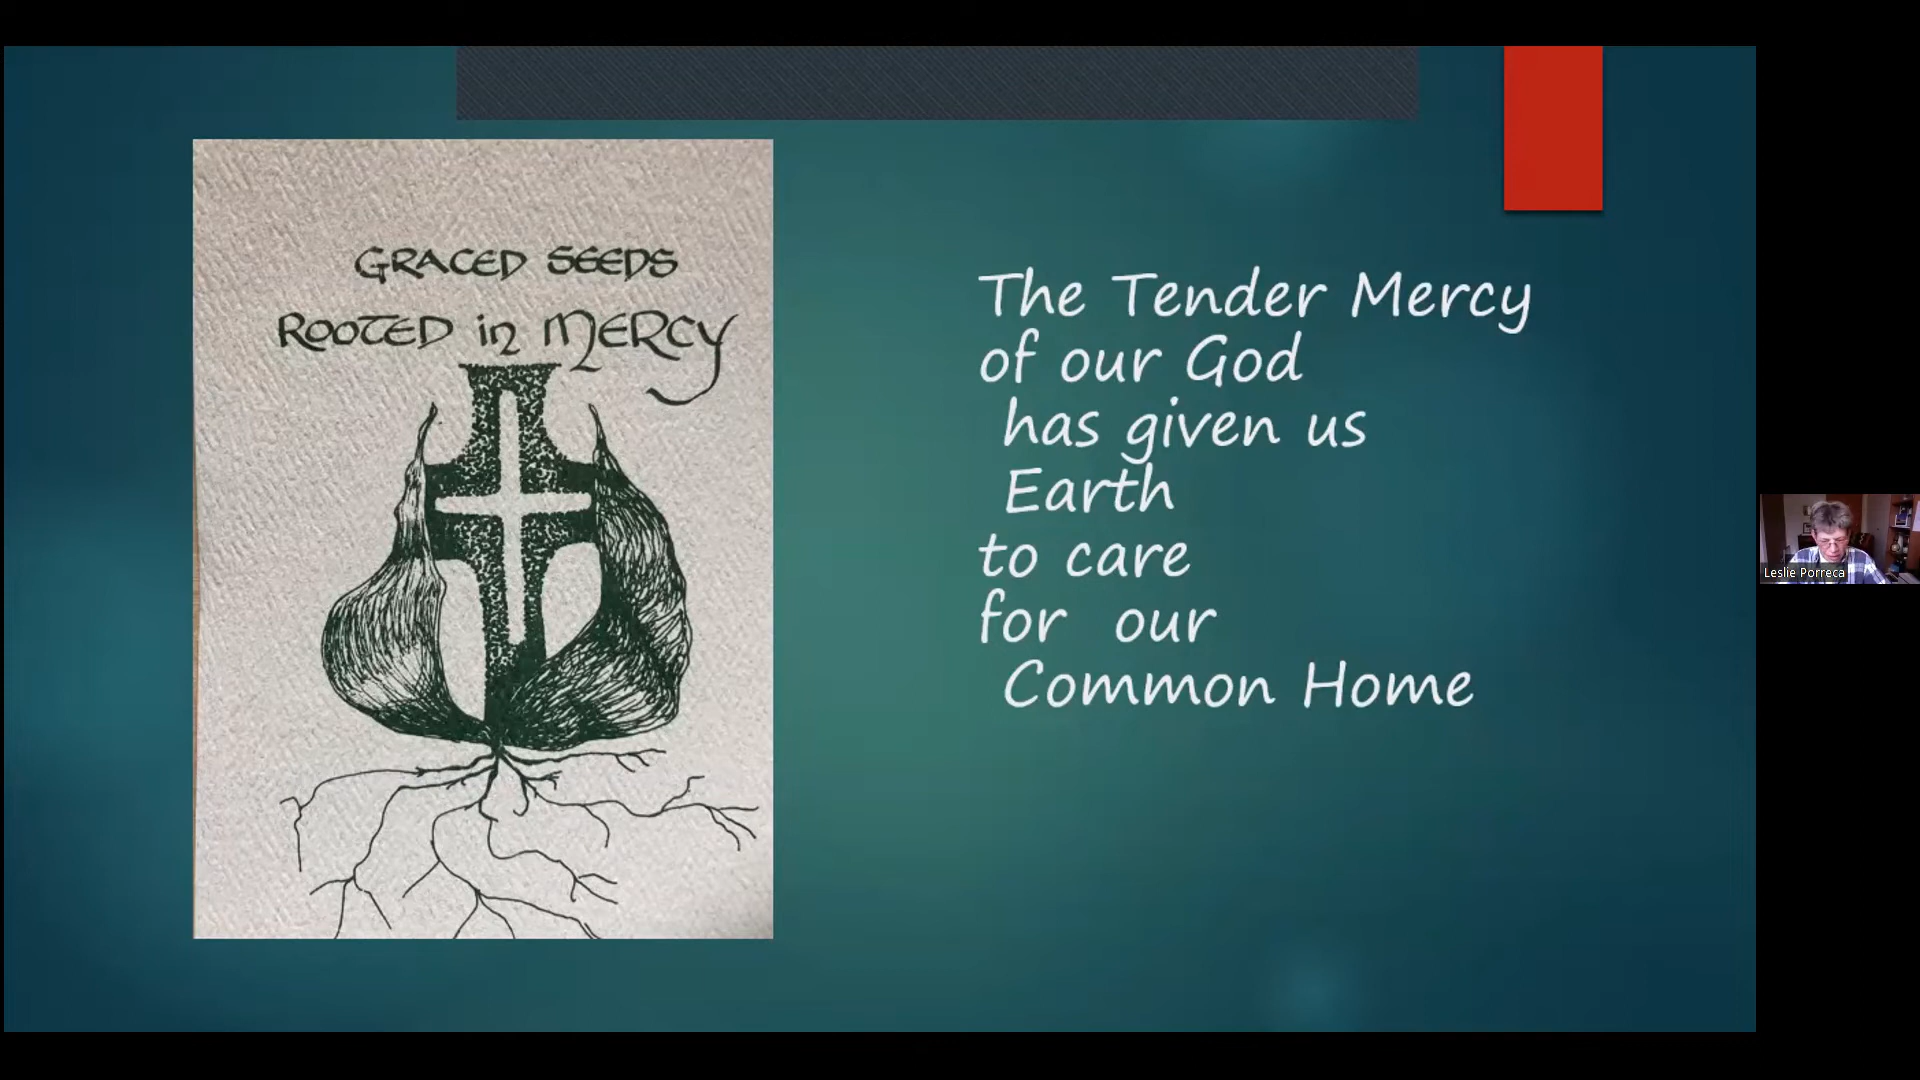 GRACED SEEDS
ROOTED in MERCY
The Tender Mercy
of our God
has given us
Earth
to care
for our
Common Home
Leslie Porreca